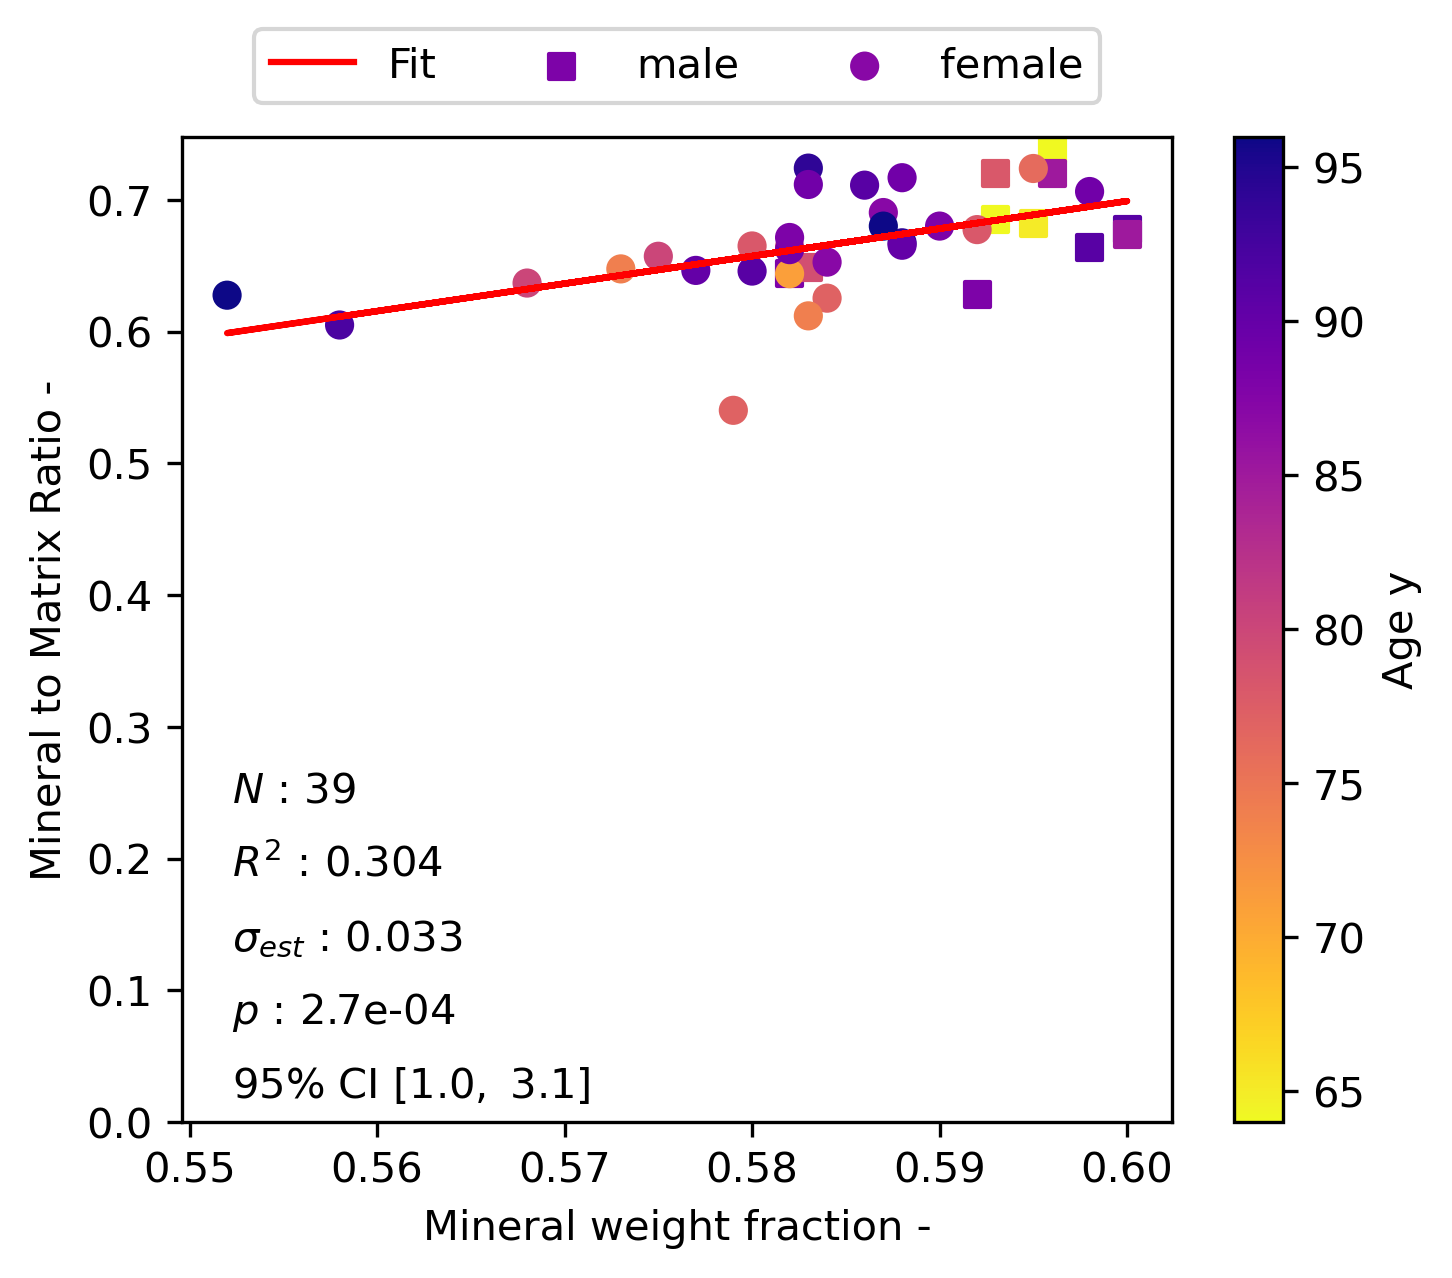 Fit male female
0.7
0.6
0.5
0.4
0.3
0.2
0.1
0.0
Mineral to Matrix Ratio -
N : 39
R² : 0.304
σest : 0.033
p : 2.7e-04
95% CI [1.0, 3.1]
0.55 0.56 0.57 0.58 0.59 0.60
Mineral weight fraction -
95
90
85
80
75
70
65
Age y